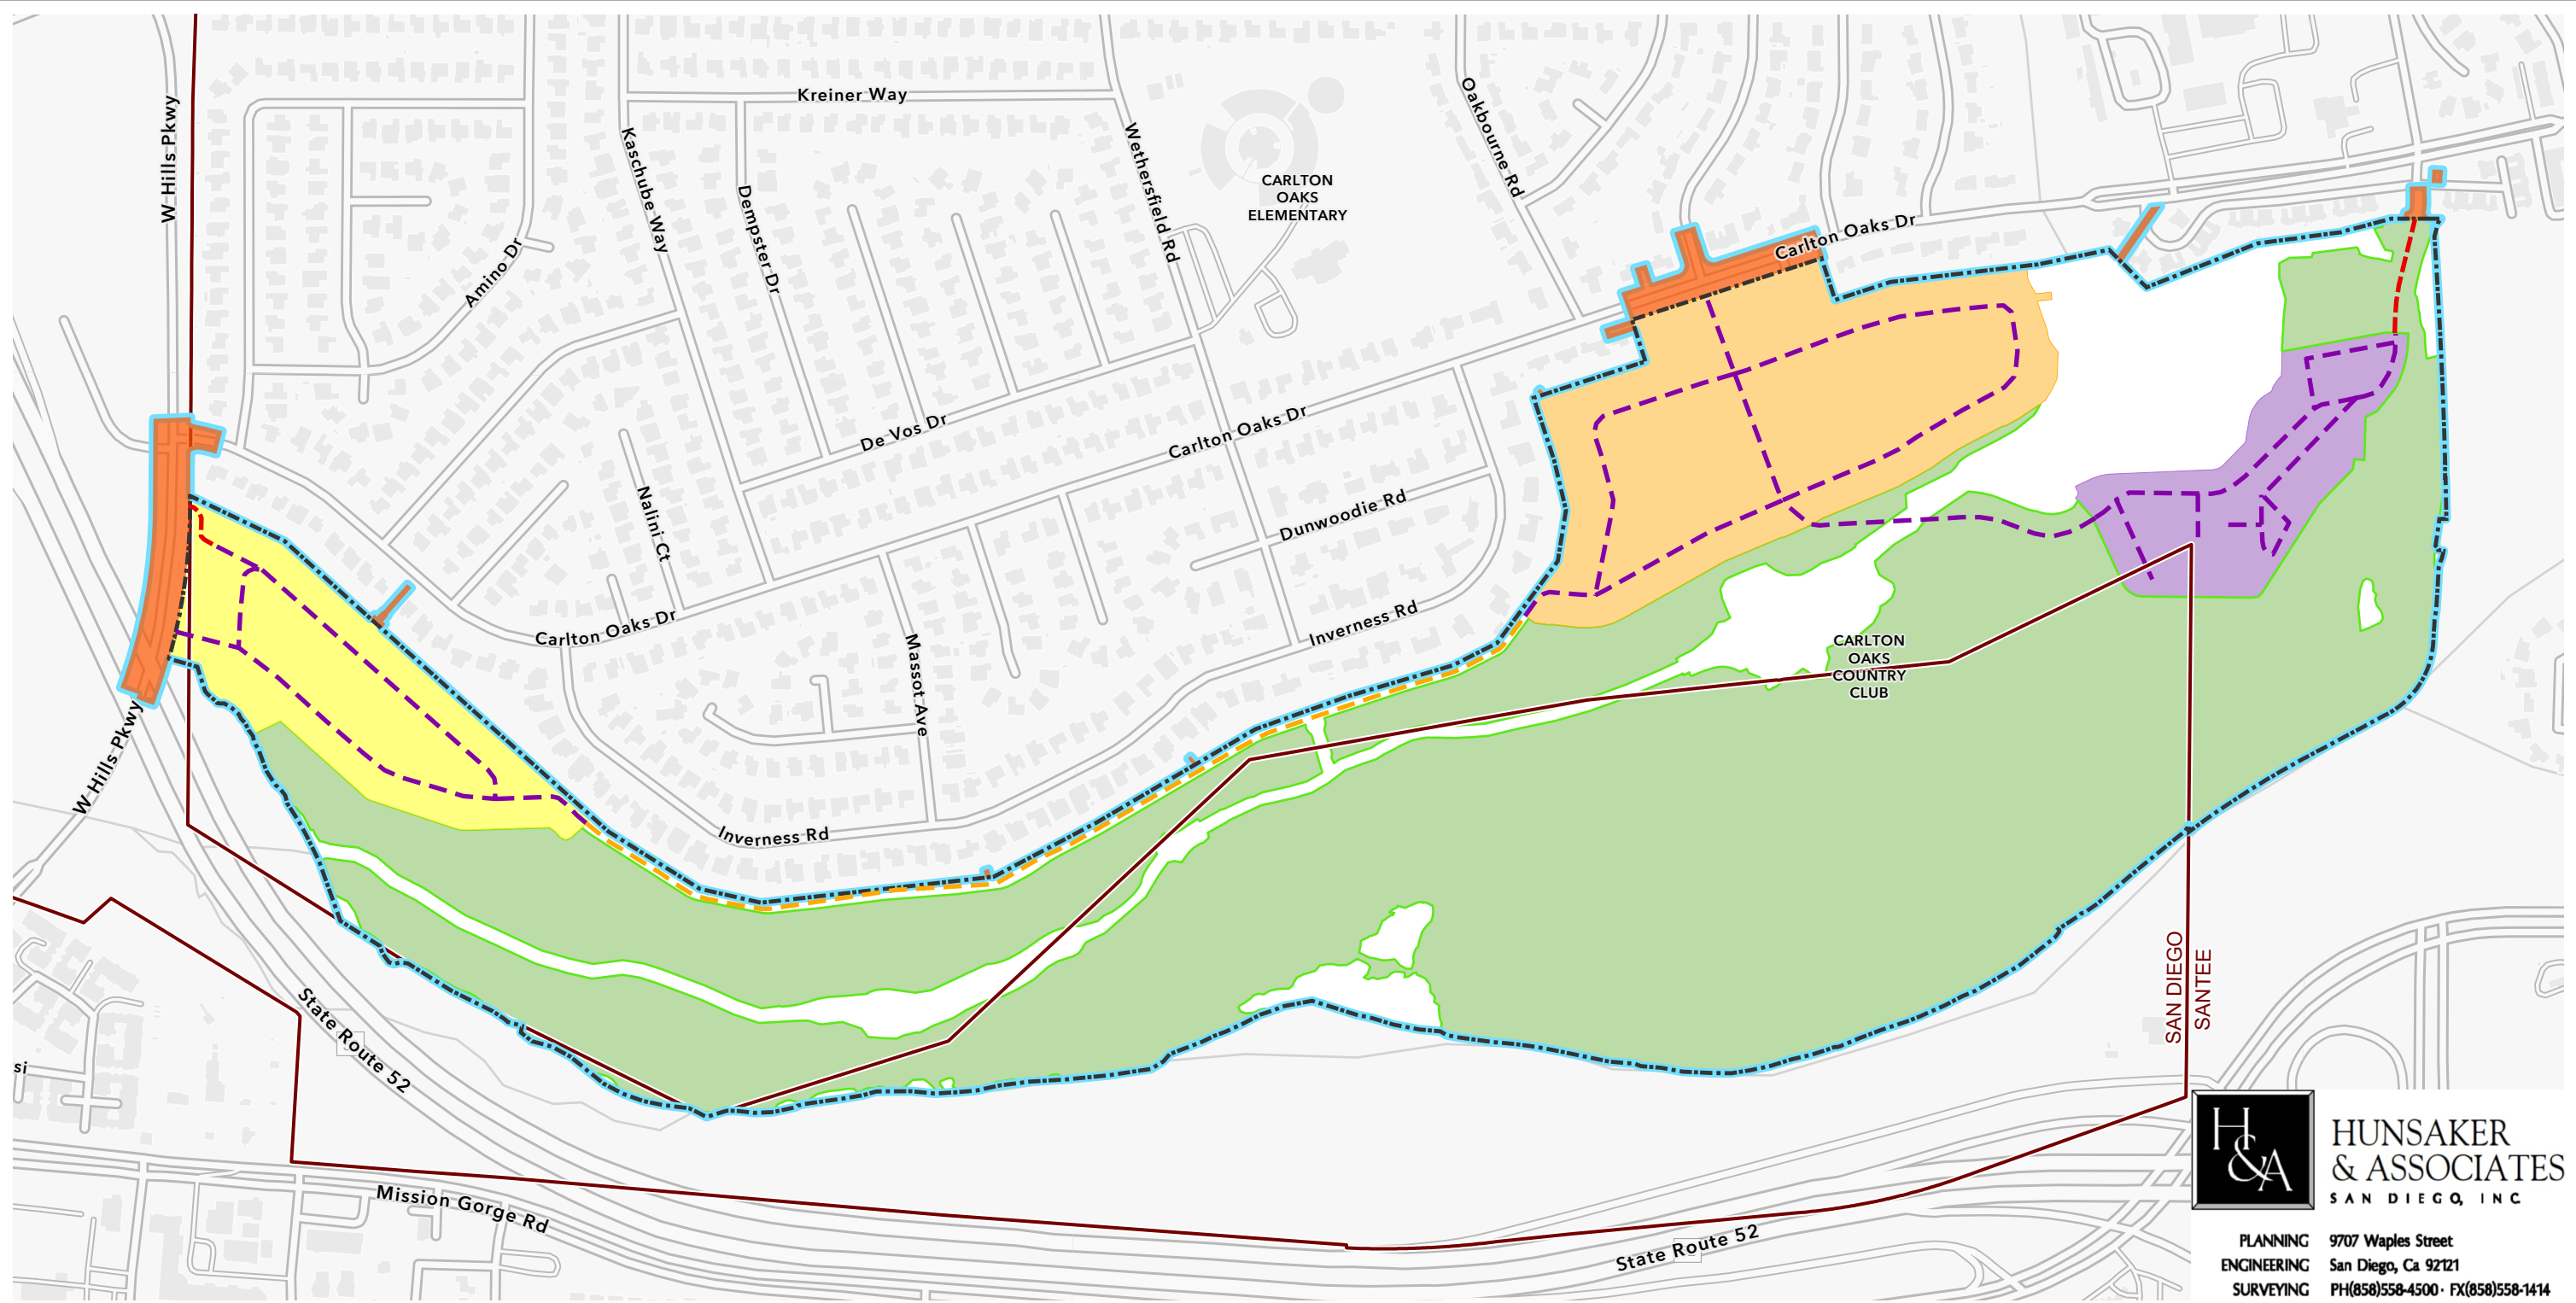 Kreiner Way
W Hills Pkwy
Kaschube Way
Dempster Dr
Wethersfield Rd
CARLTON
OAKS
ELEMENTARY
Oakbourne Rd
Carlton Oaks Dr
Amino Dr
De Vos Dr
Carlton Oaks Dr
Nalini Ct
Dunwoodie Rd
Carlton Oaks Dr
Massot Ave
Inverness Rd
CARLTON
OAKS
COUNTRY
CLUB
W Hills Pkwy
Inverness Rd
SAN DIEGO
SANTEE
State Route 52
si
Mission Gorge Rd
State Route 52
H&A
HUNSAKER
& ASSOCIATES
SAN DIEGO, INC
PLANNING 9707 Waples Street
ENGINEERING San Diego, Ca 92121
SURVEYING PH(858)558-4500 · FX(858)558-1414